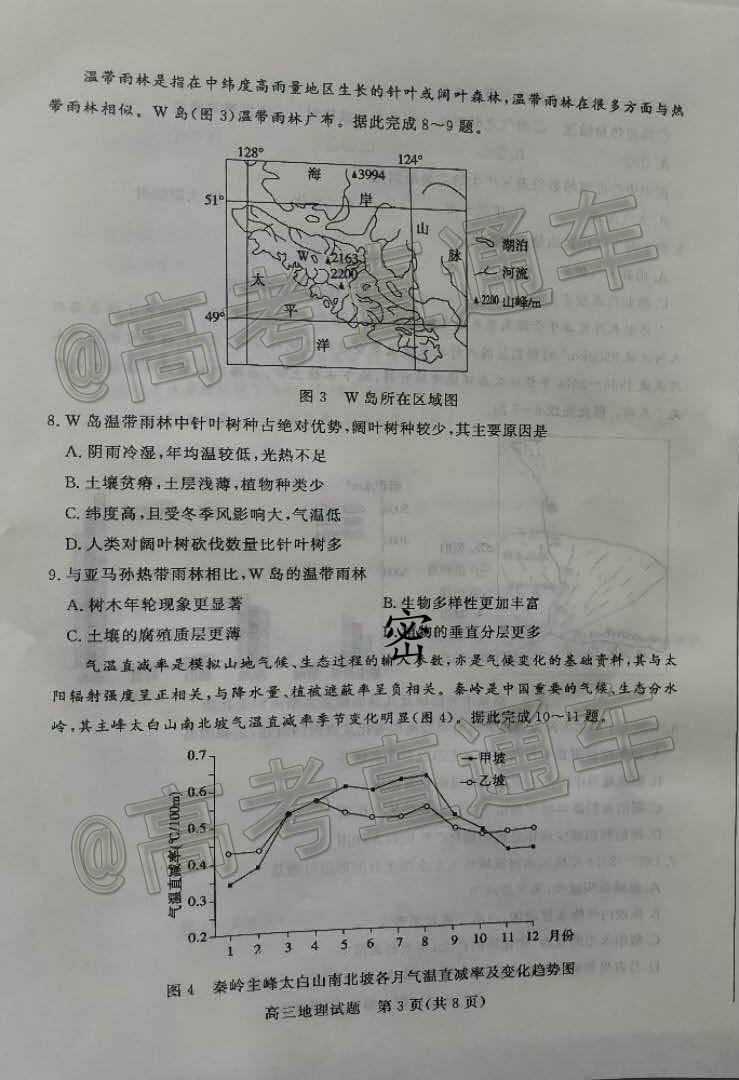 温带雨林是指在中纬度高雨量地区生长的针叶或阔叶森林,温带雨林在很多方面与热
带雨林相似。W岛(图3)温带雨林广布。据此完成8～9题。
128°
124°
海
▲3994
51°
岸
山
W
▲2163
脉
湖泊
太
2200
▲
河流
平
▲2200 山峰/m
49°
洋
图3 W岛所在区域图
8. W岛温带雨林中针叶树种占绝对优势,阔叶树种较少,其主要原因是
A. 阴雨冷湿,年均温较低,光热不足
B. 土壤贫瘠,土层浅薄,植物种类少
C. 纬度高,且受冬季风影响大,气温低
D. 人类对阔叶树砍伐数量比针叶树多
9. 与亚马孙热带雨林相比,W岛的温带雨林
A. 树木年轮现象更显著
B. 生物多样性更加丰富
C. 土壤的腐殖质层更薄
密
D. 植物的垂直分层更多
气温直减率是模拟山地气候、生态过程的输入参数,亦是气候变化的基础资料,其与太
阳辐射强度呈正相关,与降水量、植被遮蔽率呈负相关。秦岭是中国重要的气候、生态分水
岭,其主峰太白山南北坡气温直减率季节变化明显(图4)。据此完成10～11题。
气温直减率(℃/100m)
0.7
0.6
0.5
0.4
0.3
0.2
甲坡
乙坡
1 2 3 4 5 6 7 8 9 10 11 12 月份
图4 秦岭主峰太白山南北坡各月气温直减率及变化趋势图
高三地理试题 第3页(共8页)
@高考直通车
@高考直通车